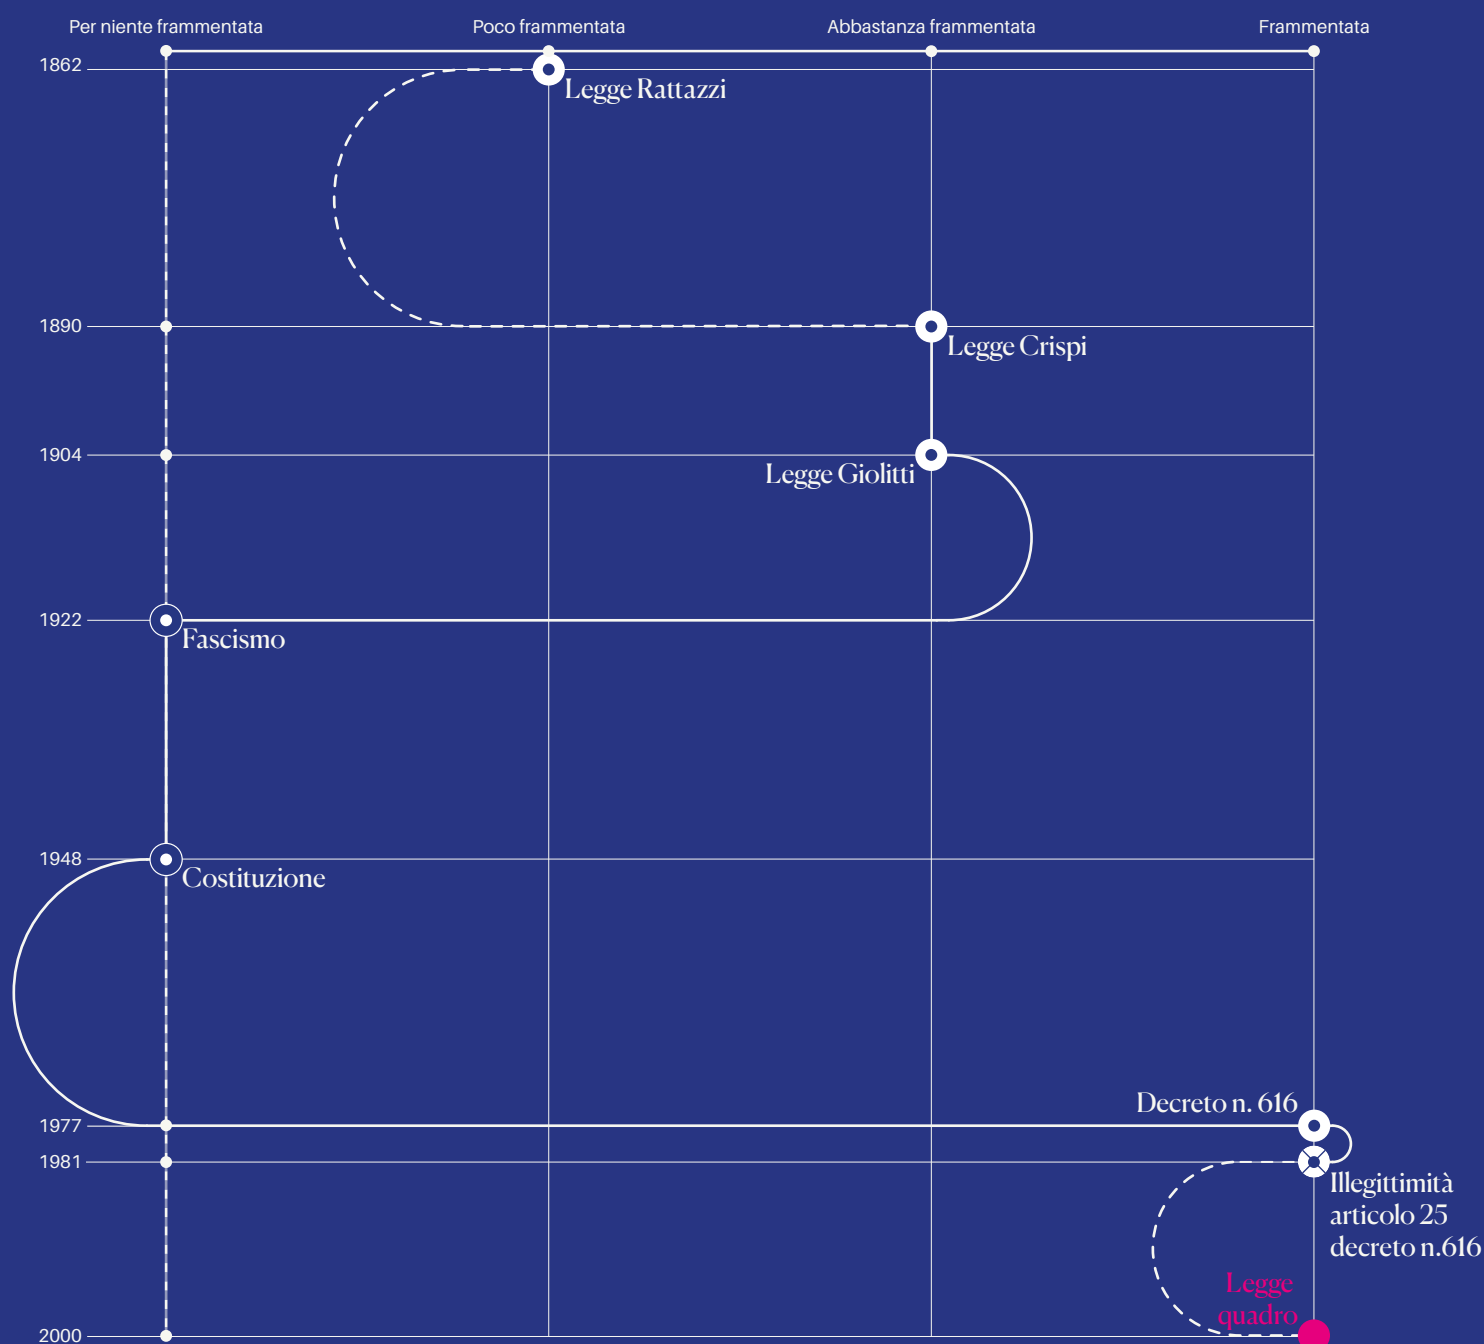 Per niente frammentata
Poco frammentata
Abbastanza frammentata
Frammentata
1862
Legge Rattazzi
1890
Legge Crispi
1904
Legge Giolitti
1922
Fascismo
1948
Costituzione
Decreto n. 616
1977
1981
Illegittimità
articolo 25
decreto n.616
Legge
quadro
2000